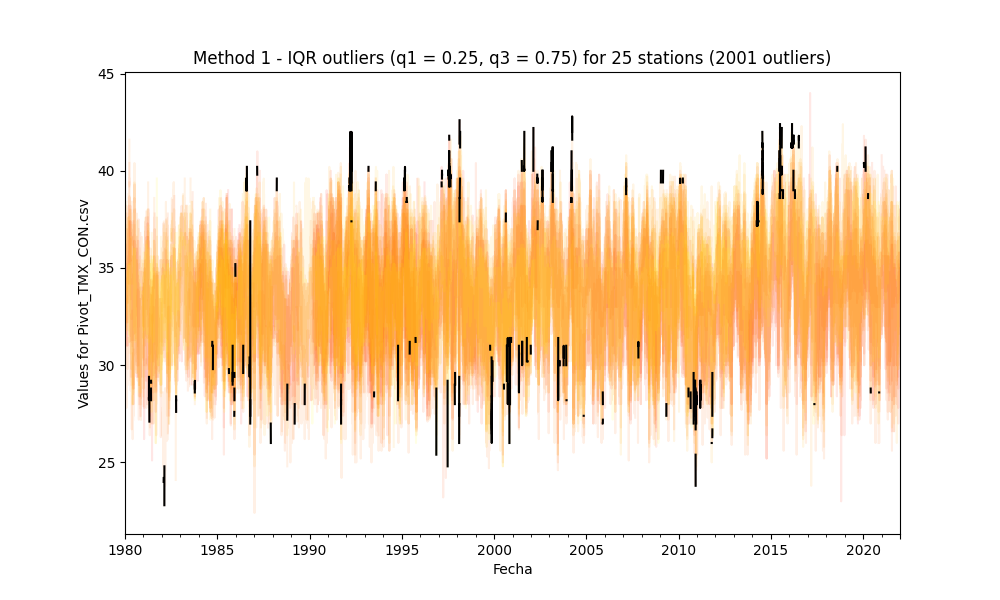 Method 1 - IQR outliers (q1 = 0.25, q3 = 0.75) for 25 stations (2001 outliers)
Values for Pivot_TMX_CON.csv
45
40
35
30
25
1980 1985 1990 1995 2000 2005 2010 2015 2020
Fecha